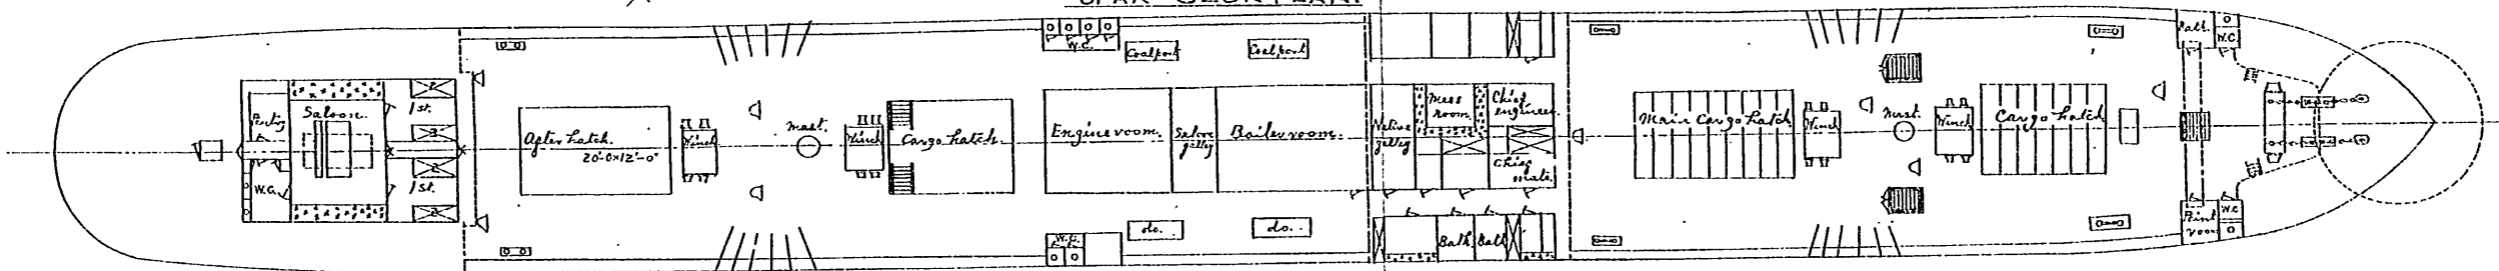 SPAR DECK PLAN
W.C.
Coalport
Coalport
Bath.
W.C.
Pantry
Saloon.
1st.
W.C.
1st.
After hatch.
20'-0×12'-0"
Winch
Mast.
Winch
Cargo hatch.
Engine room.
Saloon
galley
Boiler room.
Native
galley
Mess
room.
Chief
engineer
Chief
mate.
Main Cargo hatch
Winch
Mast.
Winch
Cargo hatch
W.C.
do.
do.
Bath
Bath
Paint
room
W.C.